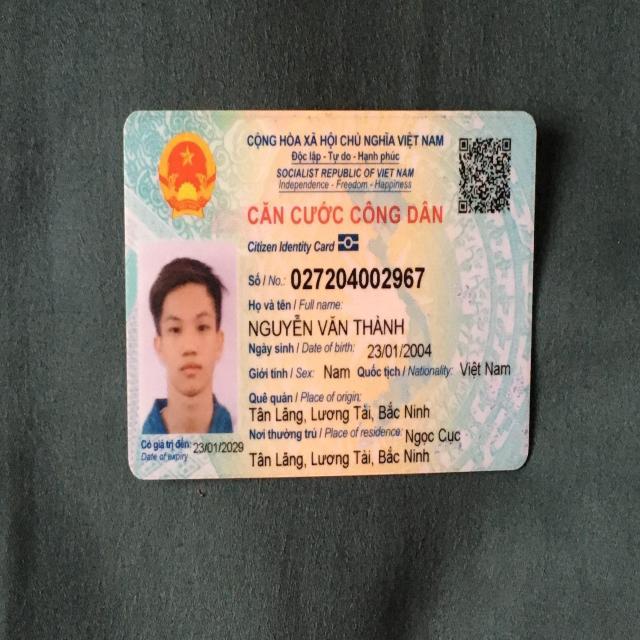 CỘNG HÒA XÃ HỘI CHỦ NGHĨA VIỆT NAM
Độc lập - Tự do - Hạnh phúc
SOCIALIST REPUBLIC OF VIET NAM
Independence - Freedom - Happiness
CĂN CƯỚC CÔNG DÂN
Citizen Identity Card
Số / No.: 027204002967
Họ và tên / Full name:
NGUYỄN VĂN THÀNH
Ngày sinh / Date of birth: 23/01/2004
Giới tính / Sex: Nam Quốc tịch / Nationality: Việt Nam
Quê quán / Place of origin:
Tân Lãng, Lương Tài, Bắc Ninh
Nơi thường trú / Place of residence: Ngọc Cục
Tân Lãng, Lương Tài, Bắc Ninh
Có giá trị đến: 23/01/2029
Date of expiry